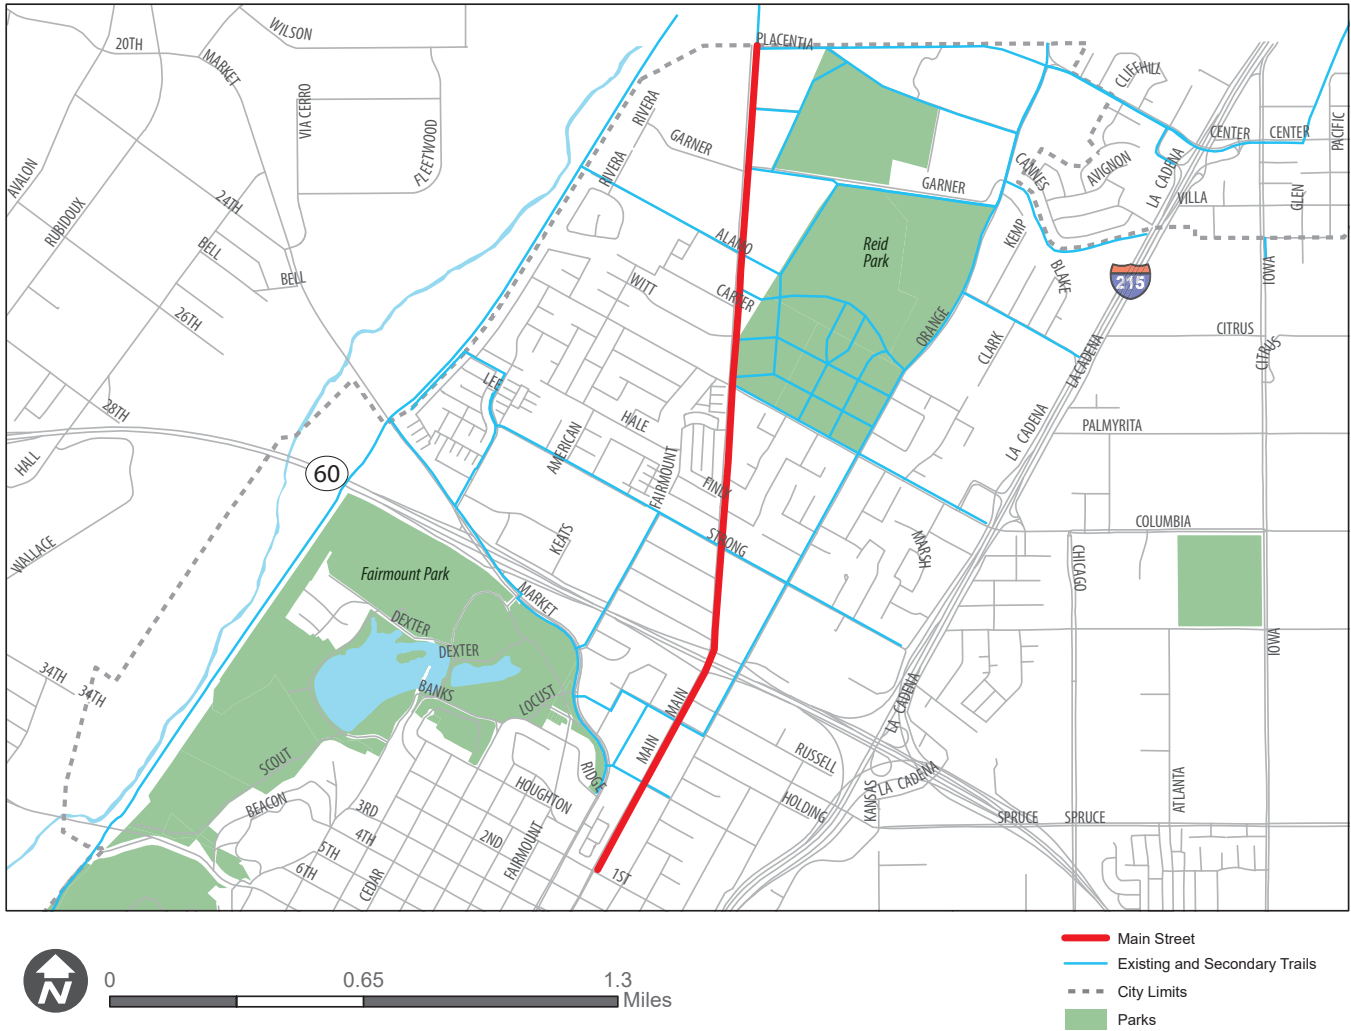 WILSON
20TH
MARKET
PLACENTIA
CLIFFHILL
VIA CERRO
FLEETWOOD
RIVERA
GARNER
CENTER
CENTER
PACIFIC
AVALON
RIVERA
CANNES
AVIGNON
LA CADENA
GARNER
VILLA
GLEN
24TH
RUBIDOUX
BELL
ALAMO
Reid
Park
KEMP
BELL
WITT
CARTER
BLAKE
215
IOWA
26TH
ORANGE
CLARK
LA CADENA
CITRUS
CITRUS
LEE
28TH
HALE
AMERICAN
LA CADENA
PALMYRITA
HALL
60
FAIRMOUNT
FINLY
COLUMBIA
WALLACE
KEATS
STRONG
MARSH
CHICAGO
Fairmount Park
MARKET
DEXTER
DEXTER
IOWA
34TH
34TH
BANKS
LOCUST
MAIN
LA CADENA
MAIN
SCOUT
RIDGE
RUSSELL
LA CADENA
HOUGHTON
HOLDING
KANSAS
ATLANTA
BEACON
3RD
SPRUCE
SPRUCE
4TH
2ND
5TH
FAIRMOUNT
6TH
CEDAR
1ST
N
0
0.65
1.3
Miles
Main Street
Existing and Secondary Trails
City Limits
Parks